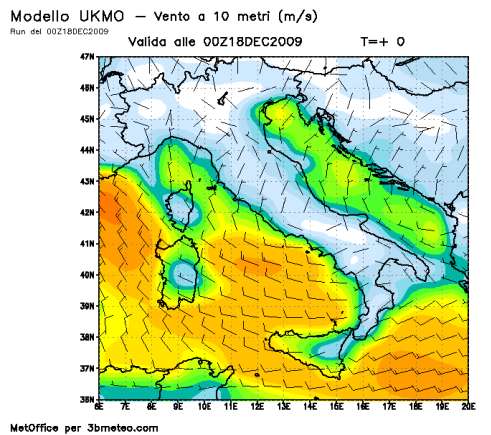 Modello UKMO – Vento a 10 metri (m/s)
Run del 00Z18DEC2009
Valida alle 00Z18DEC2009 T=+ 0
47N
46N
45N
44N
43N
42N
41N
40N
39N
38N
37N
36N
6E 7E 8E 9E 10E 11E 12E 13E 14E 15E 16E 17E 18E 19E 20E
MetOffice per 3bmeteo.com